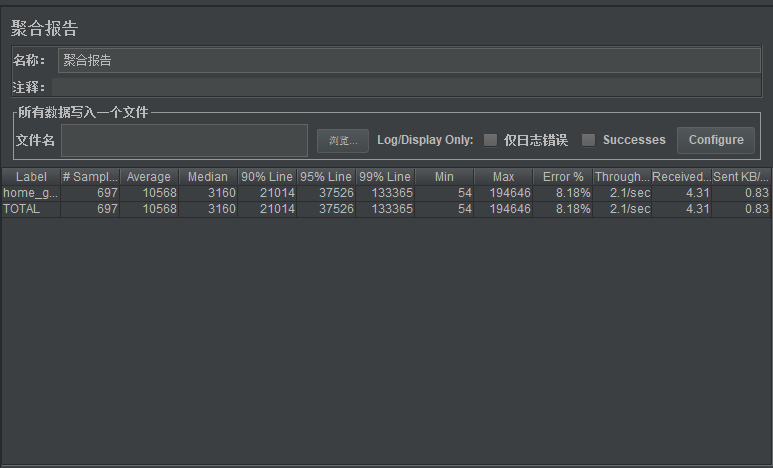 聚合报告
名称： 聚合报告
注释：
所有数据写入一个文件
文件名 浏览... Log/Display Only: 仅日志错误 Successes Configure
Label # Sampl... Average Median 90% Line 95% Line 99% Line Min Max Error % Through... Received... Sent KB/...
home_g... 697 10568 3160 21014 37526 133365 54 194646 8.18% 2.1/sec 4.31 0.83
TOTAL 697 10568 3160 21014 37526 133365 54 194646 8.18% 2.1/sec 4.31 0.83